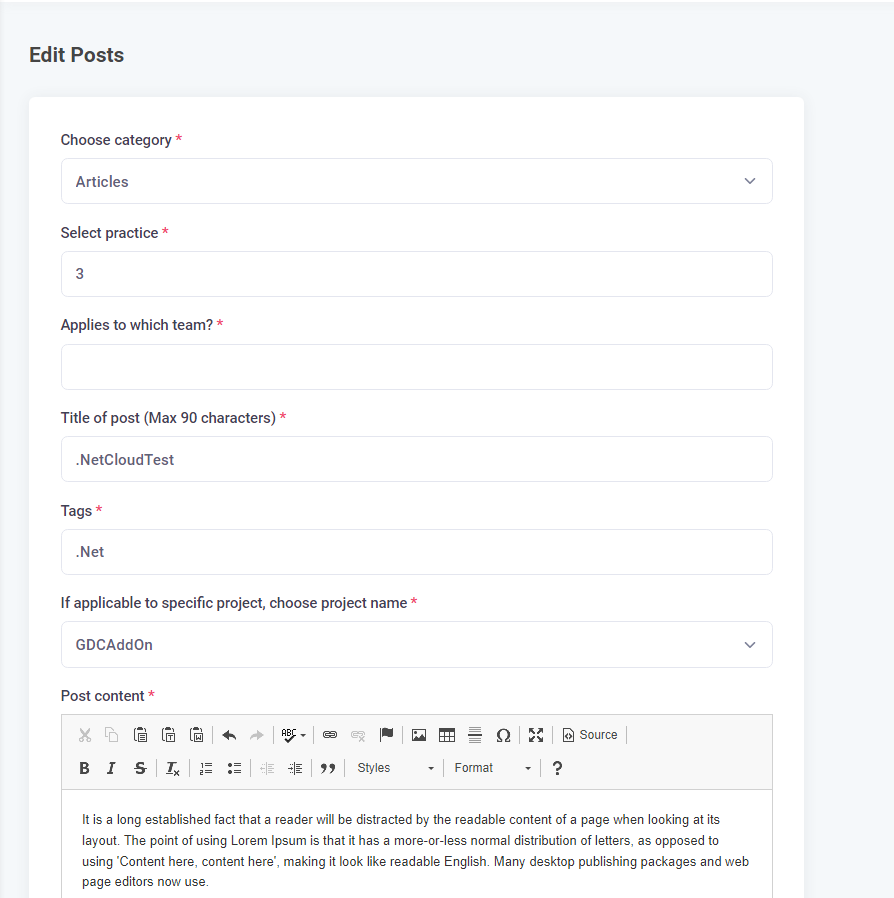 Edit Posts
Choose category *
Articles
Select practice *
3
Applies to which team? *
Title of post (Max 90 characters) *
.NetCloudTest
Tags *
.Net
If applicable to specific project, choose project name *
GDCAddOn
Post content *
ABC Ω Source
B I S Tx Styles Format ?
It is a long established fact that a reader will be distracted by the readable content of a page when looking at its
layout. The point of using Lorem Ipsum is that it has a more-or-less normal distribution of letters, as opposed to
using 'Content here, content here', making it look like readable English. Many desktop publishing packages and web
page editors now use.